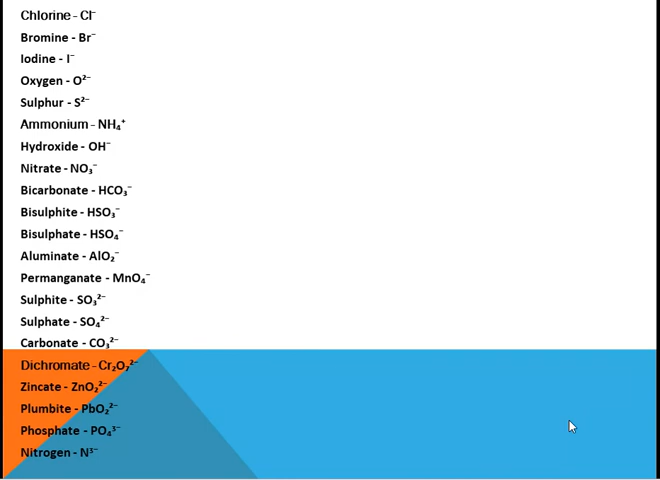 Chlorine - Cl⁻
Bromine - Br⁻
Iodine - I⁻
Oxygen - O²⁻
Sulphur - S²⁻
Ammonium - NH₄⁺
Hydroxide - OH⁻
Nitrate - NO₃⁻
Bicarbonate - HCO₃⁻
Bisulphite - HSO₃⁻
Bisulphate - HSO₄⁻
Aluminate - AlO₂⁻
Permanganate - MnO₄⁻
Sulphite - SO₃²⁻
Sulphate - SO₄²⁻
Carbonate - CO₃²⁻
Dichromate - Cr₂O₇²⁻
Zincate - ZnO₂²⁻
Plumbite - PbO₂²⁻
Phosphate - PO₄³⁻
Nitrogen - N³⁻